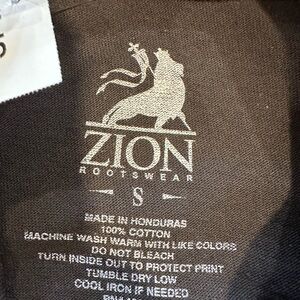 ZION
ROOTSWEAR
S
MADE IN HONDURAS
100% COTTON
MACHINE WASH WARM WITH LIKE COLORS
DO NOT BLEACH
TURN INSIDE OUT TO PROTECT PRINT
TUMBLE DRY LOW
COOL IRON IF NEEDED